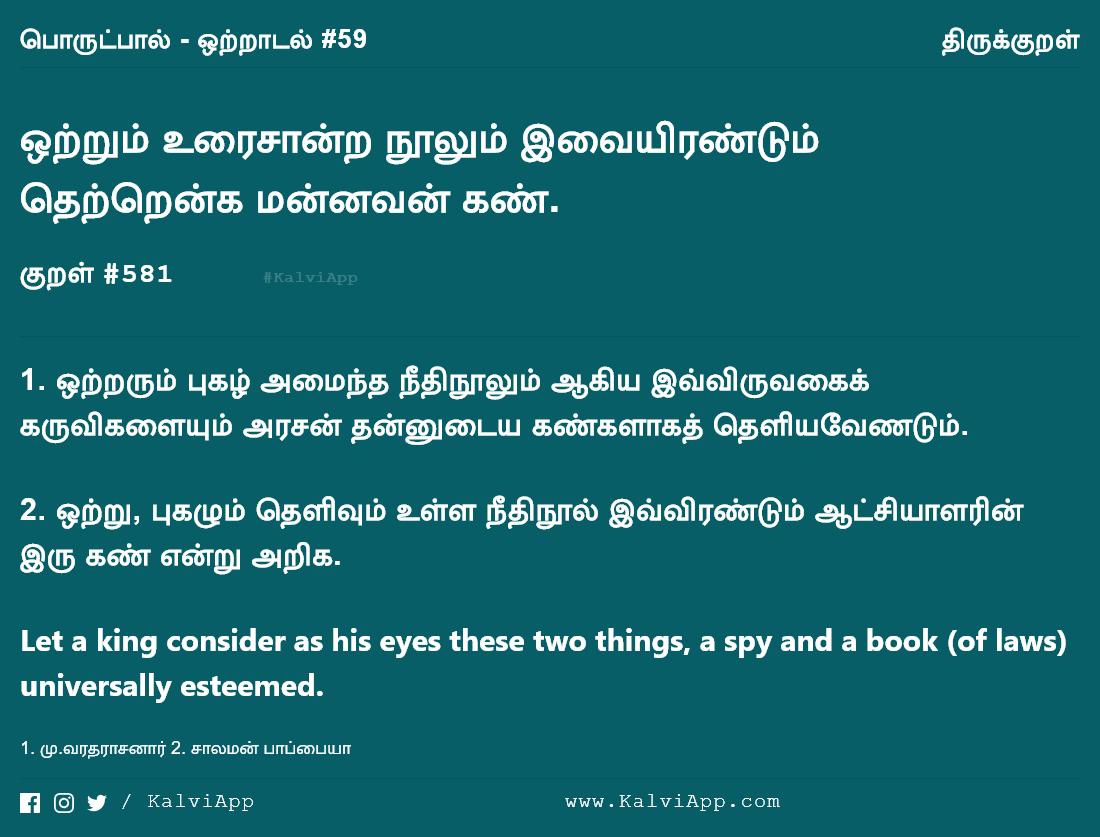 பொருட்பால் - ஒற்றாடல் #59
திருக்குறள்
ஒற்றும் உரைசான்ற நூலும் இவையிரண்டும்
தெற்றென்க மன்னவன் கண்.
குறள் #581
#KalviApp
1. ஒற்றரும் புகழ் அமைந்த நீதிநூலும் ஆகிய இவ்விருவகைக்
கருவிகளையும் அரசன் தன்னுடைய கண்களாகத் தெளியவேணடும்.
2. ஒற்று, புகழும் தெளிவும் உள்ள நீதிநூல் இவ்விரண்டும் ஆட்சியாளரின்
இரு கண் என்று அறிக.
Let a king consider as his eyes these two things, a spy and a book (of laws)
universally esteemed.
1. மு.வரதராசனார் 2. சாலமன் பாப்பையா
/ KalviApp
www.KalviApp.com